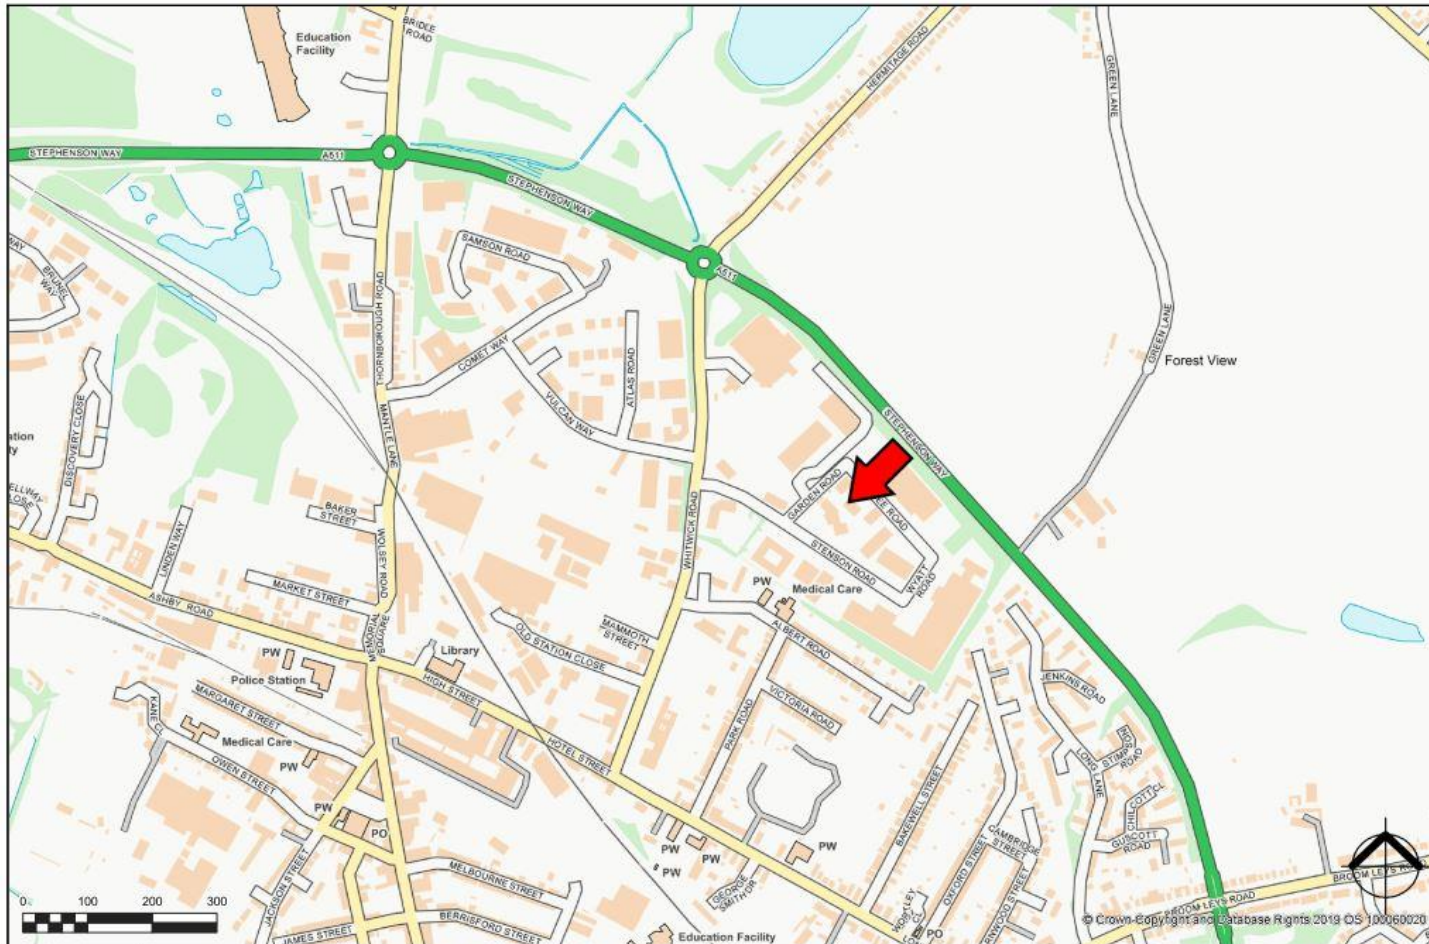 BRIDLE
ROAD
Education
Facility
HERMITAGE ROAD
GREEN LANE
STEPHENSON WAY
A511
STEPHENSON WAY
SAMSON ROAD
A511
BRUNEL
WAY
THORNBOROUGH ROAD
COMET WAY
ATLAS ROAD
GREEN LANE
Forest View
VULCAN WAY
DISCOVERY CLOSE
MANTLE LANE
STEPHENSON WAY
GARDEN ROAD
ROAD
BAKER
STREET
LINDEN WAY
WHITWICK ROAD
STENSON ROAD
WYATT
ROAD
WOLSEY ROAD
MARKET STREET
ASHBY ROAD
PW
Medical Care
MEMORIAL
SQUARE
MAMMOTH
STREET
OLD STATION CLOSE
ALBERT ROAD
PW
Library
Police Station
HIGH STREET
JENKINS ROAD
MARGARET STREET
KANE CL
VICTORIA ROAD
PARK ROAD
Medical Care
PW
HOTEL STREET
LONG LANE
STIMPSON
ROAD
OWEN STREET
BAKEWELL STREET
CHILCOTT CL
PW
PO
CAMBRIDGE
STREET
GUSCOTT
ROAD
PW
PW
PW
PW
MELBOURNE STREET
GEORGE
SMITH DR
OXFORD STREET
BROOM LEYS ROAD
BROOM LEYS
JACKSON STREET
BERRISFORD STREET
JAMES STREET
Education Facility
PO
0 100 200 300
© Crown Copyright and Database Rights 2019 OS 100060020